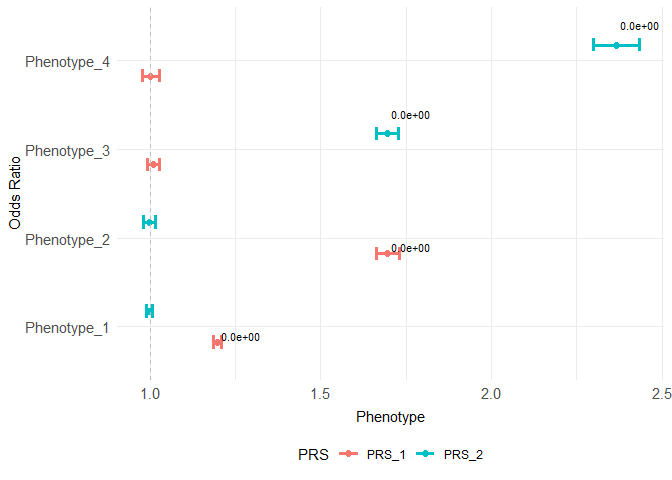 0.0e+00
Phenotype_4
0.0e+00
Phenotype_3
Odds Ratio
Phenotype_2
0.0e+00
Phenotype_1
0.0e+00
1.0 1.5 2.0 2.5
Phenotype
PRS PRS_1 PRS_2